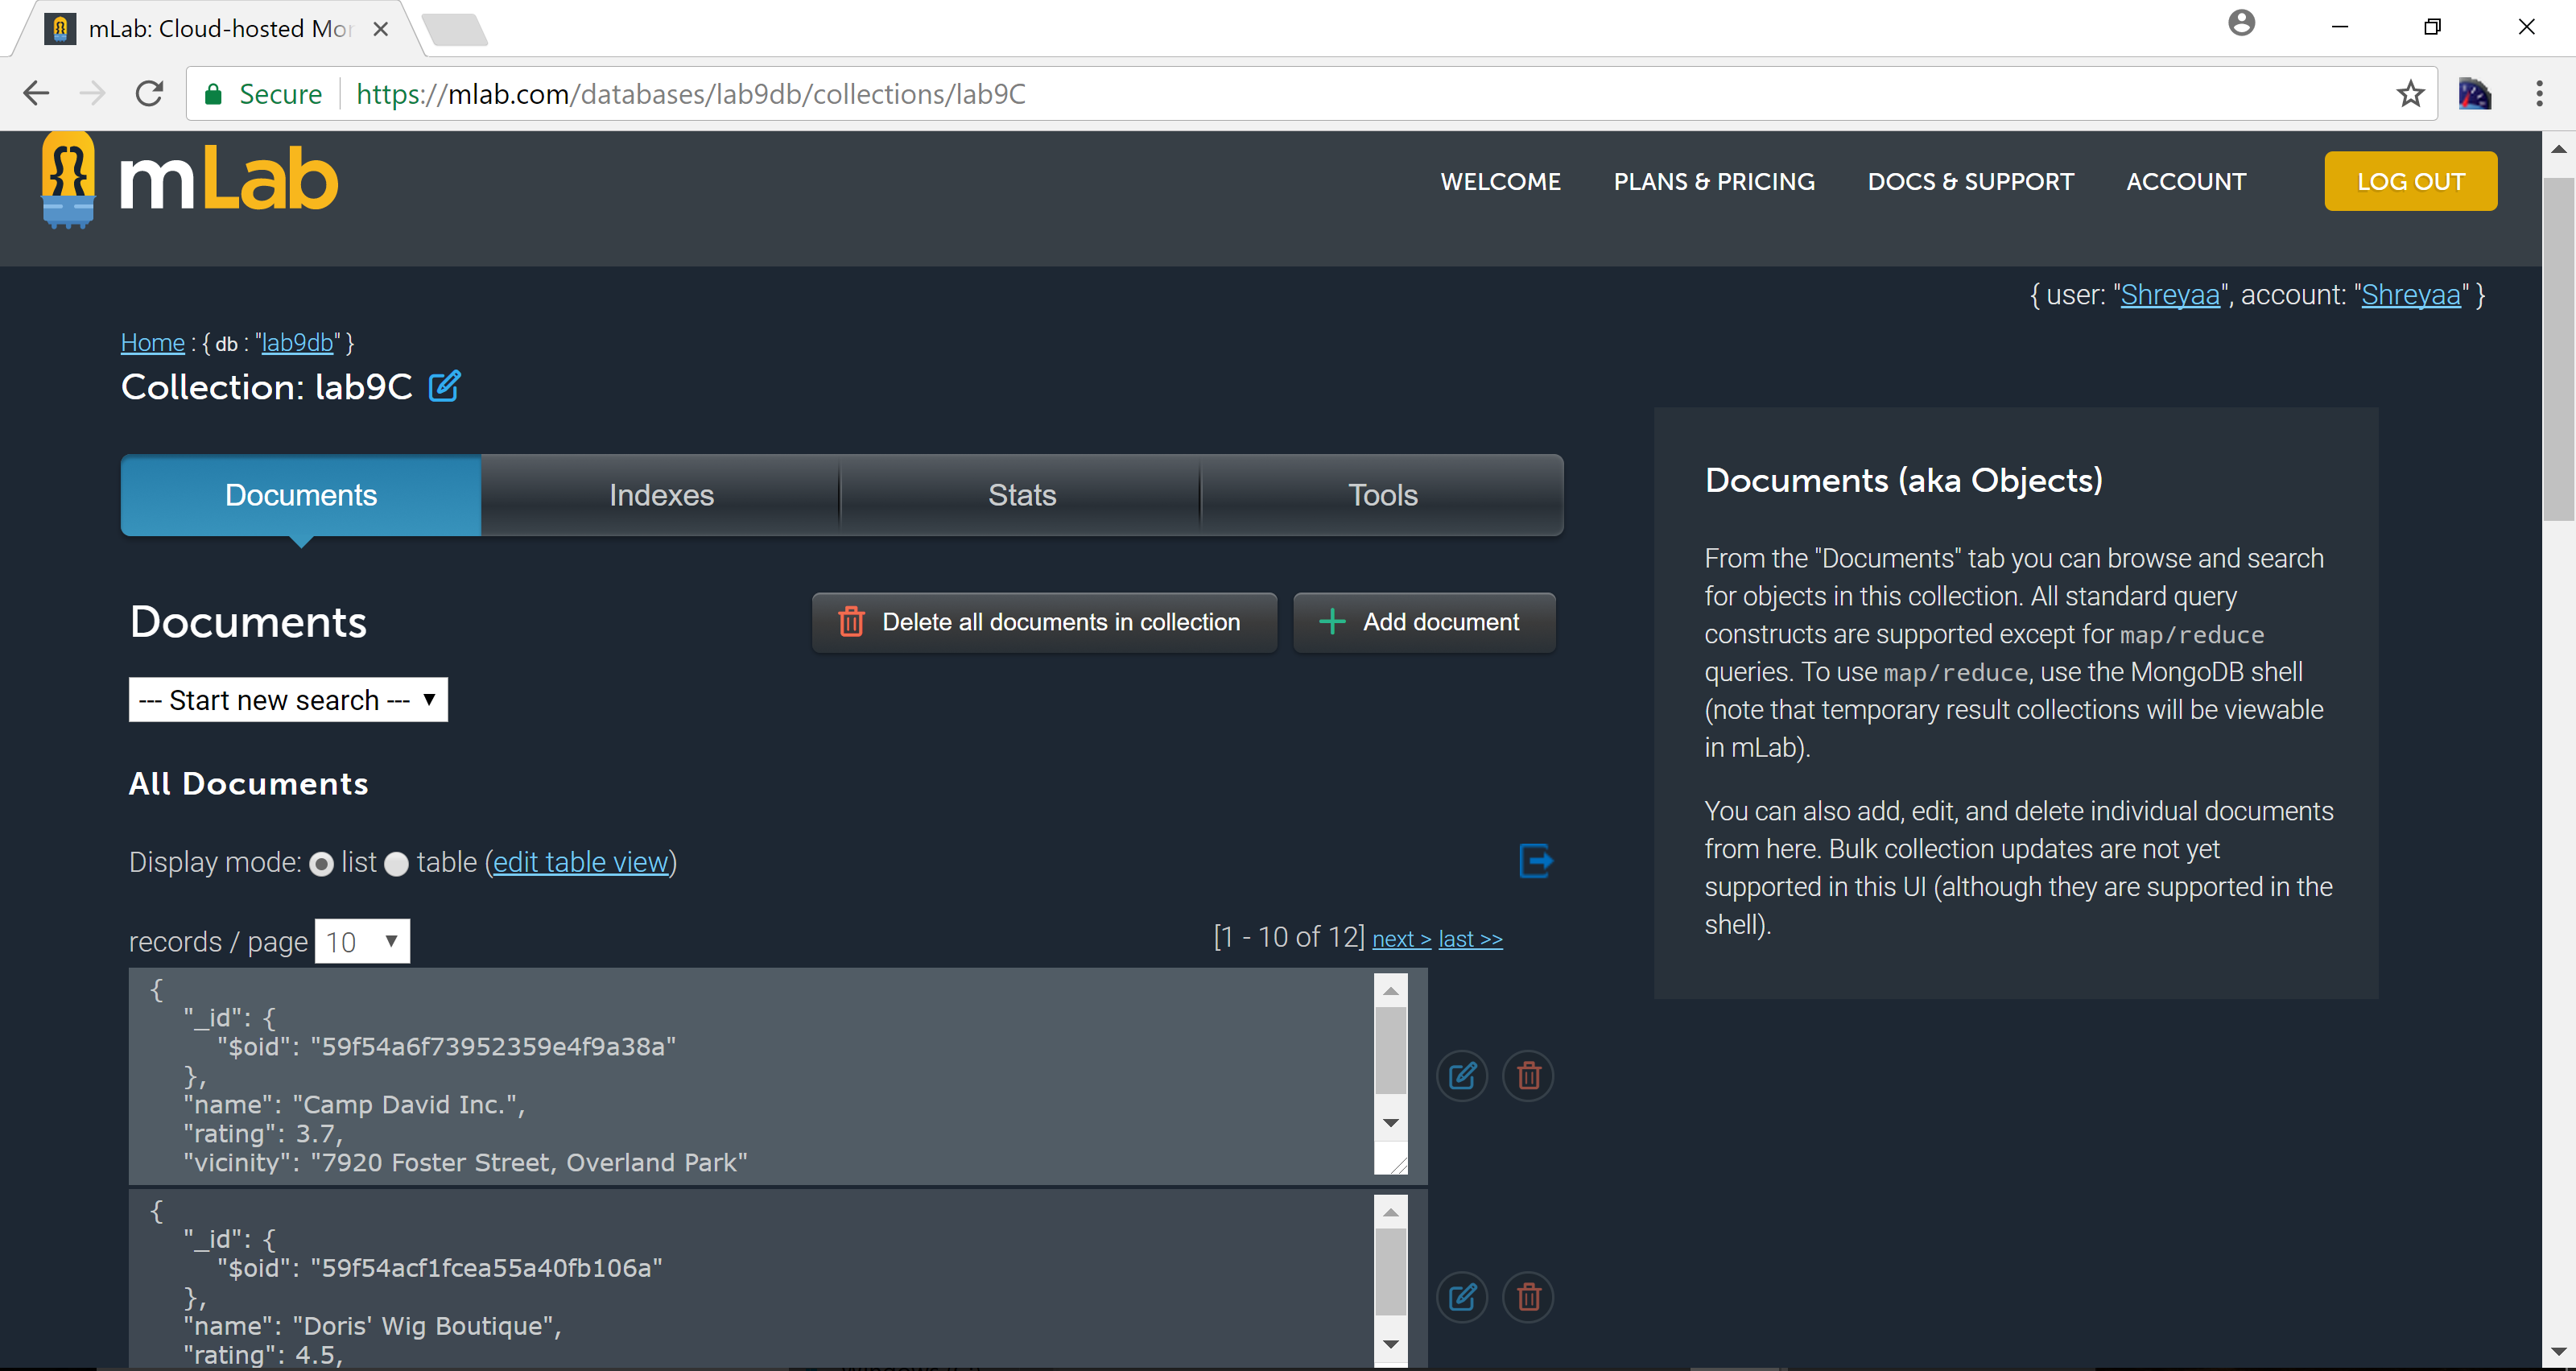 mLab: Cloud-hosted Mon
Secure https://mlab.com/databases/lab9db/collections/lab9C
mLab
WELCOME PLANS & PRICING DOCS & SUPPORT ACCOUNT LOG OUT
{ user: "Shreyaa", account: "Shreyaa" }
Home : { db : "lab9db" }
Collection: lab9C
Documents Indexes Stats Tools
Documents
Delete all documents in collection
Add document
--- Start new search ---
All Documents
Display mode: list table (edit table view)
records / page 10
[1 - 10 of 12] next > last >>
{
"_id": {
"$oid": "59f54a6f73952359e4f9a38a"
},
"name": "Camp David Inc.",
"rating": 3.7,
"vicinity": "7920 Foster Street, Overland Park"
{
"_id": {
"$oid": "59f54acf1fcea55a40fb106a"
},
"name": "Doris' Wig Boutique",
"rating": 4.5,
Documents (aka Objects)
From the "Documents" tab you can browse and search
for objects in this collection. All standard query
constructs are supported except for map/reduce
queries. To use map/reduce, use the MongoDB shell
(note that temporary result collections will be viewable
in mLab).
You can also add, edit, and delete individual documents
from here. Bulk collection updates are not yet
supported in this UI (although they are supported in the
shell).